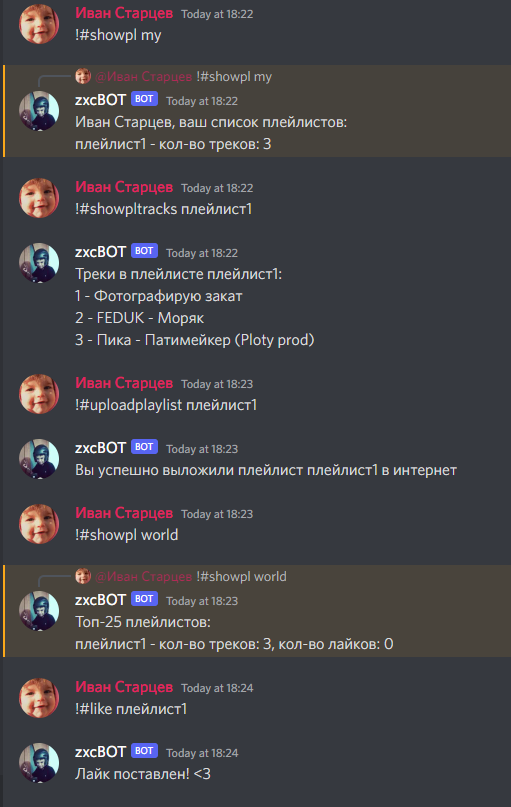 Иван Старцев Today at 18:22
!#showpl my
@Иван Старцев !#showpl my
zxcBOT BOT Today at 18:22
Иван Старцев, ваш список плейлистов:
плейлист1 - кол-во треков: 3
Иван Старцев Today at 18:22
!#showpltracks плейлист1
zxcBOT BOT Today at 18:22
Треки в плейлисте плейлист1:
1 - Фотографирую закат
2 - FEDUK - Моряк
3 - Пика - Патимейкер (Ploty prod)
Иван Старцев Today at 18:23
!#uploadplaylist плейлист1
zxcBOT BOT Today at 18:23
Вы успешно выложили плейлист плейлист1 в интернет
Иван Старцев Today at 18:23
!#showpl world
@Иван Старцев !#showpl world
zxcBOT BOT Today at 18:23
Топ-25 плейлистов:
плейлист1 - кол-во треков: 3, кол-во лайков: 0
Иван Старцев Today at 18:24
!#like плейлист1
zxcBOT BOT Today at 18:24
Лайк поставлен! <3